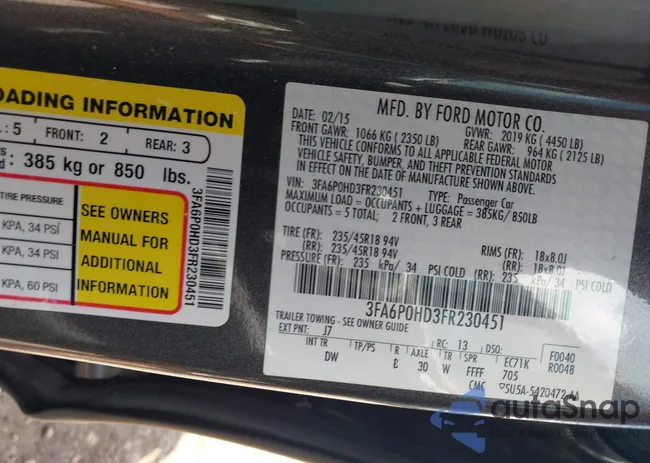 OADING INFORMATION
: 5 FRONT: 2 REAR: 3
: 385 kg or 850 lbs.
TIRE PRESSURE
KPA, 34 PSI
KPA, 34 PSI
KPA, 60 PSI
SEE OWNERS
MANUAL FOR
ADDITIONAL
INFORMATION
3FA6P0HD3FR230451
MFD. BY FORD MOTOR CO.
DATE: 02/15 GVWR: 2019 KG (4450 LB)
FRONT GAWR: 1066 KG (2350 LB) REAR GAWR: 964 KG (2125 LB)
THIS VEHICLE CONFORMS TO ALL APPLICABLE FEDERAL MOTOR
VEHICLE SAFETY, BUMPER, AND THEFT PREVENTION STANDARDS
IN EFFECT ON THE DATE OF MANUFACTURE SHOWN ABOVE.
VIN: 3FA6P0HD3FR230451 TYPE: Passenger Car
MAXIMUM LOAD = OCCUPANTS + LUGGAGE = 385KG/850LB
OCCUPANTS = 5 TOTAL; 2 FRONT, 3 REAR
TIRE (FR): 235/45R18 94V RIMS (FR): 18x8.0J
(RR): 235/45R18 94V (RR): 18x8.0J
PRESSURE (FR): 235 kPa/ 34 PSI COLD (RR): 235 kPa/ 34 PSI COLD
3FA6P0HD3FR230451
TRAILER TOWING - SEE OWNER GUIDE
EXT PNT: J7 RC: 13 DSO: F0040
INT TR TP/PS R AXLE TR SPR EC71K R0048
DW B 30 W FFFF 705
CMC 5U5A-5420472-AA
autoSnap